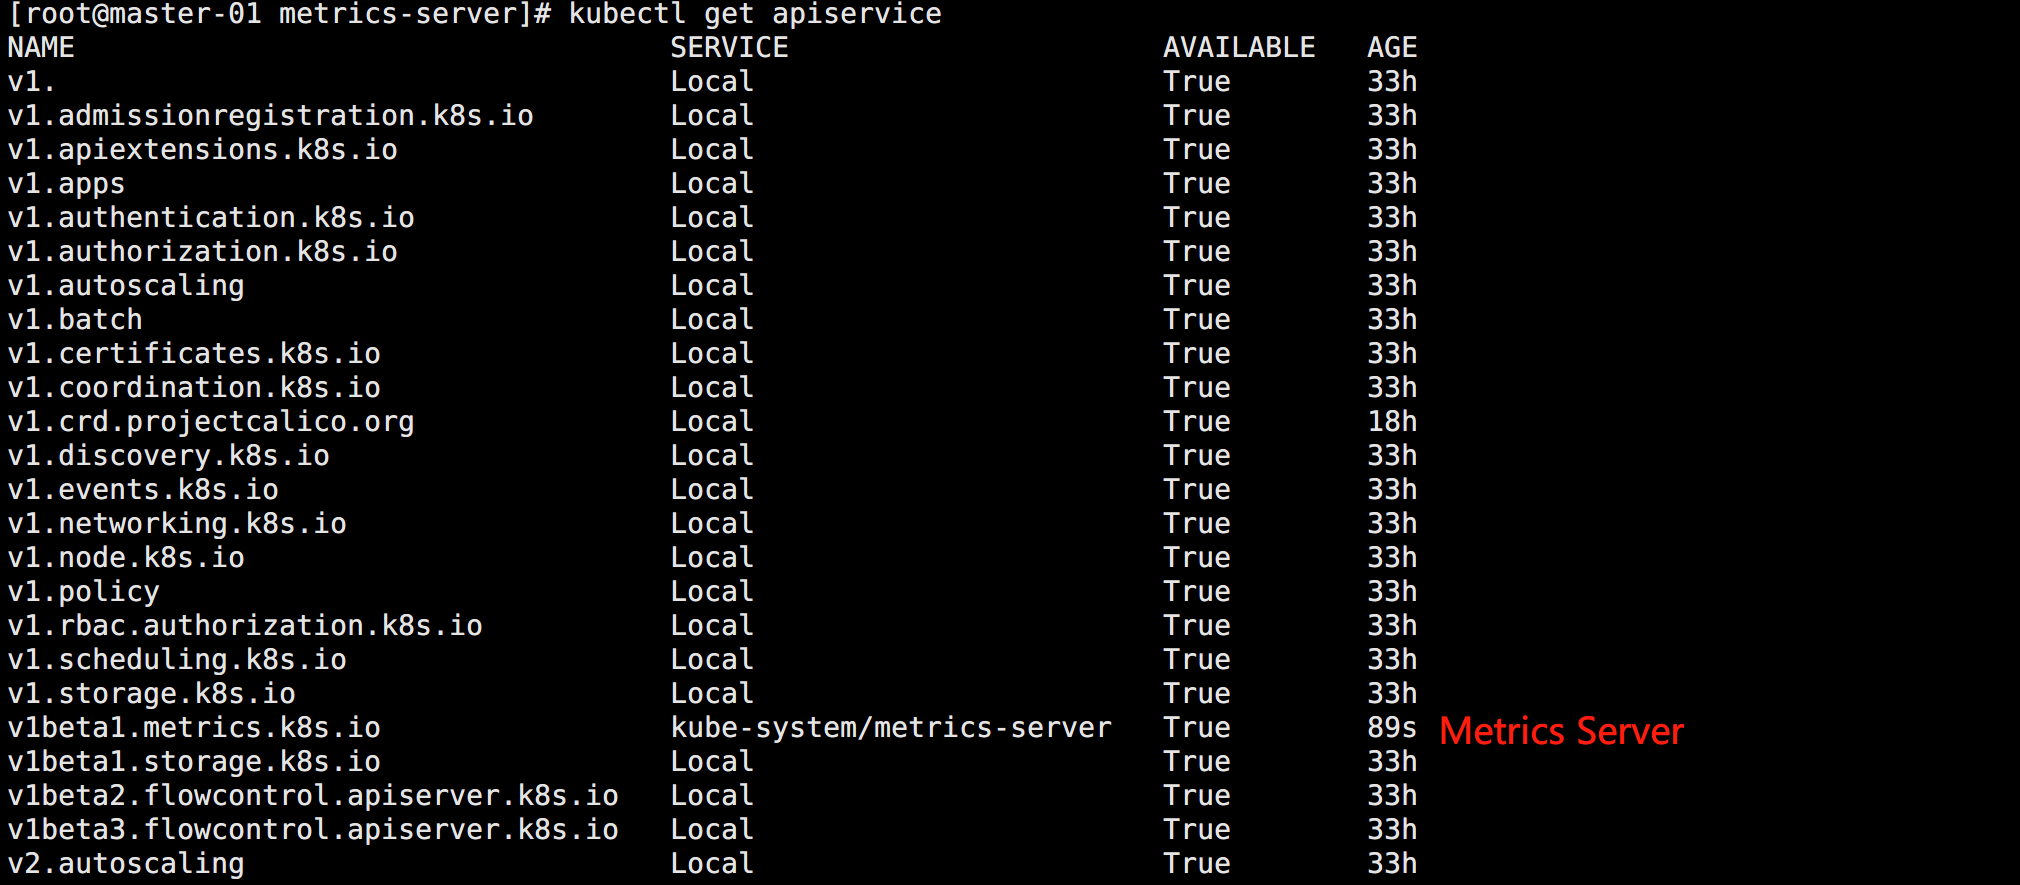 [root@master-01 metrics-server]# kubectl get apiservice
NAME SERVICE AVAILABLE AGE
v1. Local True 33h
v1.admissionregistration.k8s.io Local True 33h
v1.apiextensions.k8s.io Local True 33h
v1.apps Local True 33h
v1.authentication.k8s.io Local True 33h
v1.authorization.k8s.io Local True 33h
v1.autoscaling Local True 33h
v1.batch Local True 33h
v1.certificates.k8s.io Local True 33h
v1.coordination.k8s.io Local True 33h
v1.crd.projectcalico.org Local True 18h
v1.discovery.k8s.io Local True 33h
v1.events.k8s.io Local True 33h
v1.networking.k8s.io Local True 33h
v1.node.k8s.io Local True 33h
v1.policy Local True 33h
v1.rbac.authorization.k8s.io Local True 33h
v1.scheduling.k8s.io Local True 33h
v1.storage.k8s.io Local True 33h
v1beta1.metrics.k8s.io kube-system/metrics-server True 89s Metrics Server
v1beta1.storage.k8s.io Local True 33h
v1beta2.flowcontrol.apiserver.k8s.io Local True 33h
v1beta3.flowcontrol.apiserver.k8s.io Local True 33h
v2.autoscaling Local True 33h